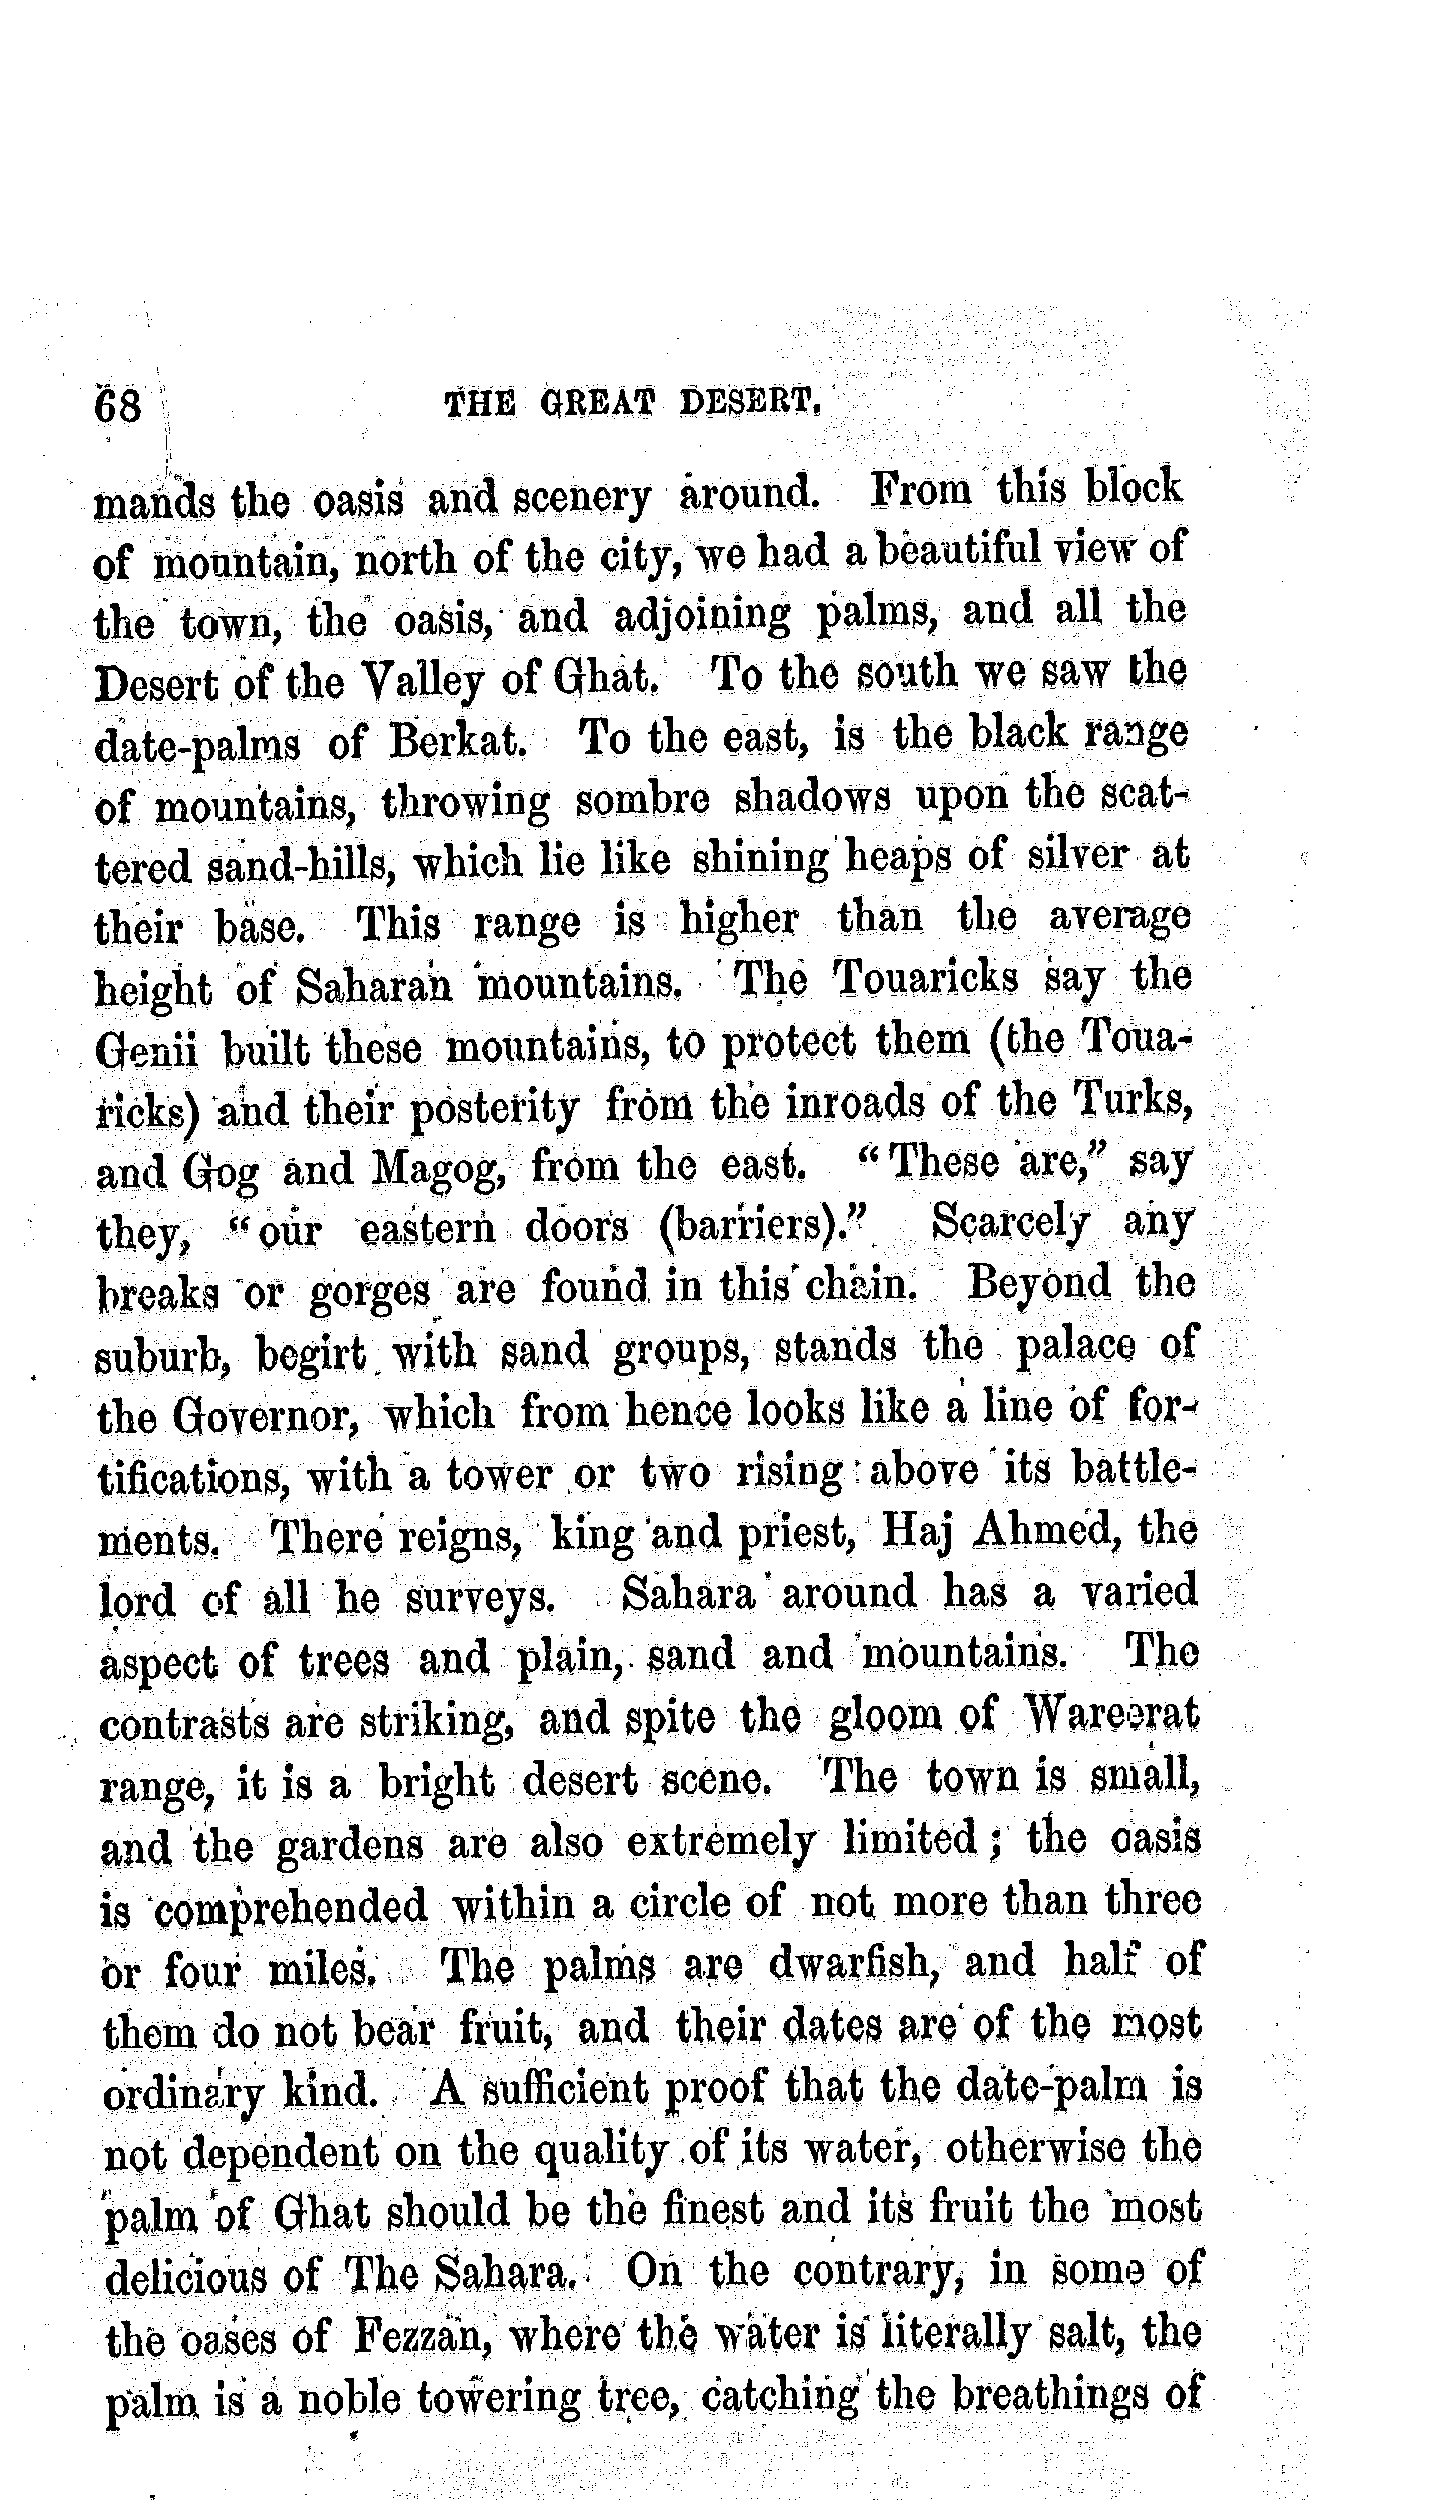 68 THE GREAT DESERT.
mands the oasis and scenery around. From this block
of mountain, north of the city, we had a beautiful view of
the town, the oasis, and adjoining palms, and all the
Desert of the Valley of Ghat. To the south we saw the
date-palms of Berkat. To the east, is the black range
of mountains, throwing sombre shadows upon the scat-
tered sand-hills, which lie like shining heaps of silver at
their base. This range is higher than the average
height of Saharan mountains. The Touaricks say the
Genii built these mountains, to protect them (the Toua-
ricks) and their posterity from the inroads of the Turks,
and Gog and Magog, from the east. "These are," say
they, "our eastern doors (barriers)." Scarcely any
breaks or gorges are found in this chain. Beyond the
suburb, begirt with sand groups, stands the palace of
the Governor, which from hence looks like a line of for-
tifications, with a tower or two rising above its battle-
ments. There reigns, king and priest, Haj Ahmed, the
lord of all he surveys. Sahara around has a varied
aspect of trees and plain, sand and mountains. The
contrasts are striking, and spite the gloom of Wareerat
range, it is a bright desert scene. The town is small,
and the gardens are also extremely limited; the oasis
is comprehended within a circle of not more than three
or four miles. The palms are dwarfish, and half of
them do not bear fruit, and their dates are of the most
ordinary kind. A sufficient proof that the date-palm is
not dependent on the quality of its water, otherwise the
palm of Ghat should be the finest and its fruit the most
delicious of The Sahara. On the contrary, in some of
the oases of Fezzan, where the water is literally salt, the
palm is a noble towering tree, catching the breathings of